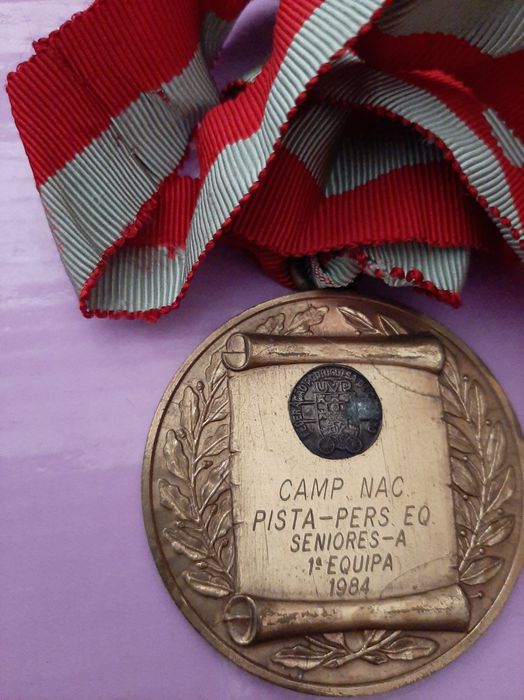 UVP
CAMP NAC
PISTA-PERS EQ
SENIORES-A
1ª EQUIPA
1984